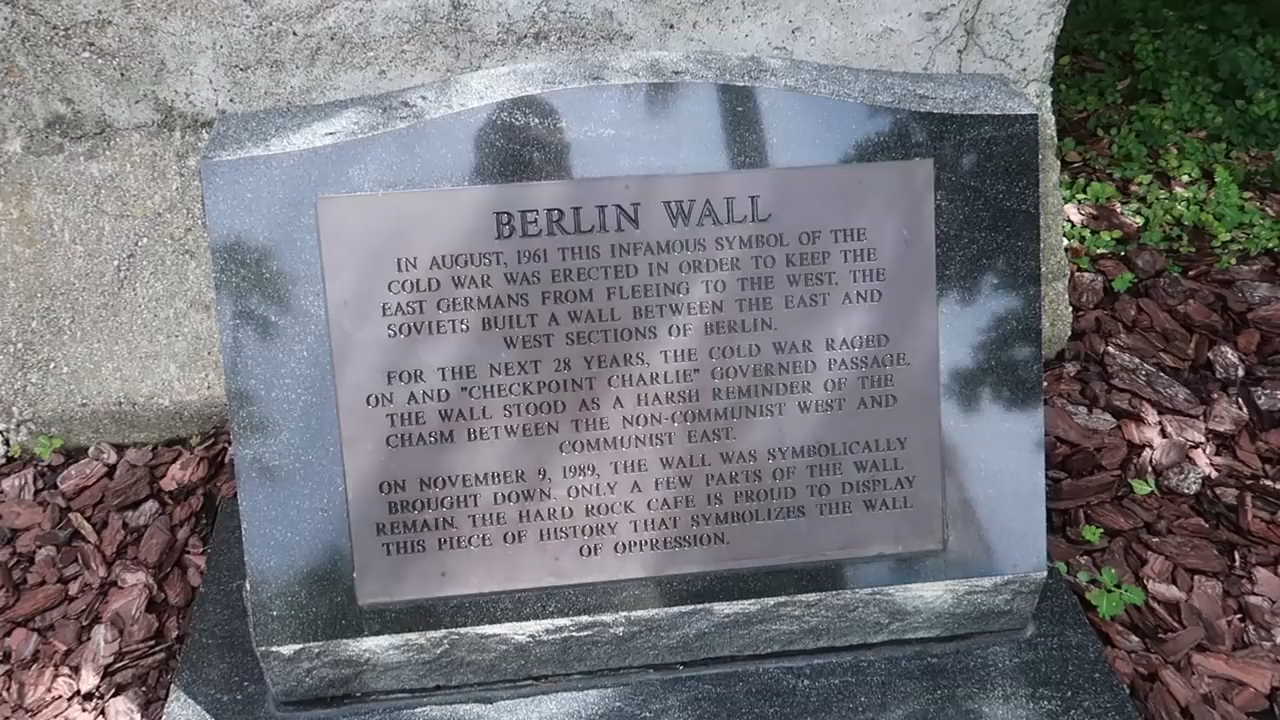 BERLIN WALL
IN AUGUST, 1961 THIS INFAMOUS SYMBOL OF THE
COLD WAR WAS ERECTED IN ORDER TO KEEP THE
EAST GERMANS FROM FLEEING TO THE WEST. THE
SOVIETS BUILT A WALL BETWEEN THE EAST AND
WEST SECTIONS OF BERLIN.
FOR THE NEXT 28 YEARS, THE COLD WAR RAGED
ON AND "CHECKPOINT CHARLIE" GOVERNED PASSAGE.
THE WALL STOOD AS A HARSH REMINDER OF THE
CHASM BETWEEN THE NON-COMMUNIST WEST AND
COMMUNIST EAST.
ON NOVEMBER 9, 1989, THE WALL WAS SYMBOLICALLY
BROUGHT DOWN. ONLY A FEW PARTS OF THE WALL
REMAIN. THE HARD ROCK CAFE IS PROUD TO DISPLAY
THIS PIECE OF HISTORY THAT SYMBOLIZES THE WALL
OF OPPRESSION.